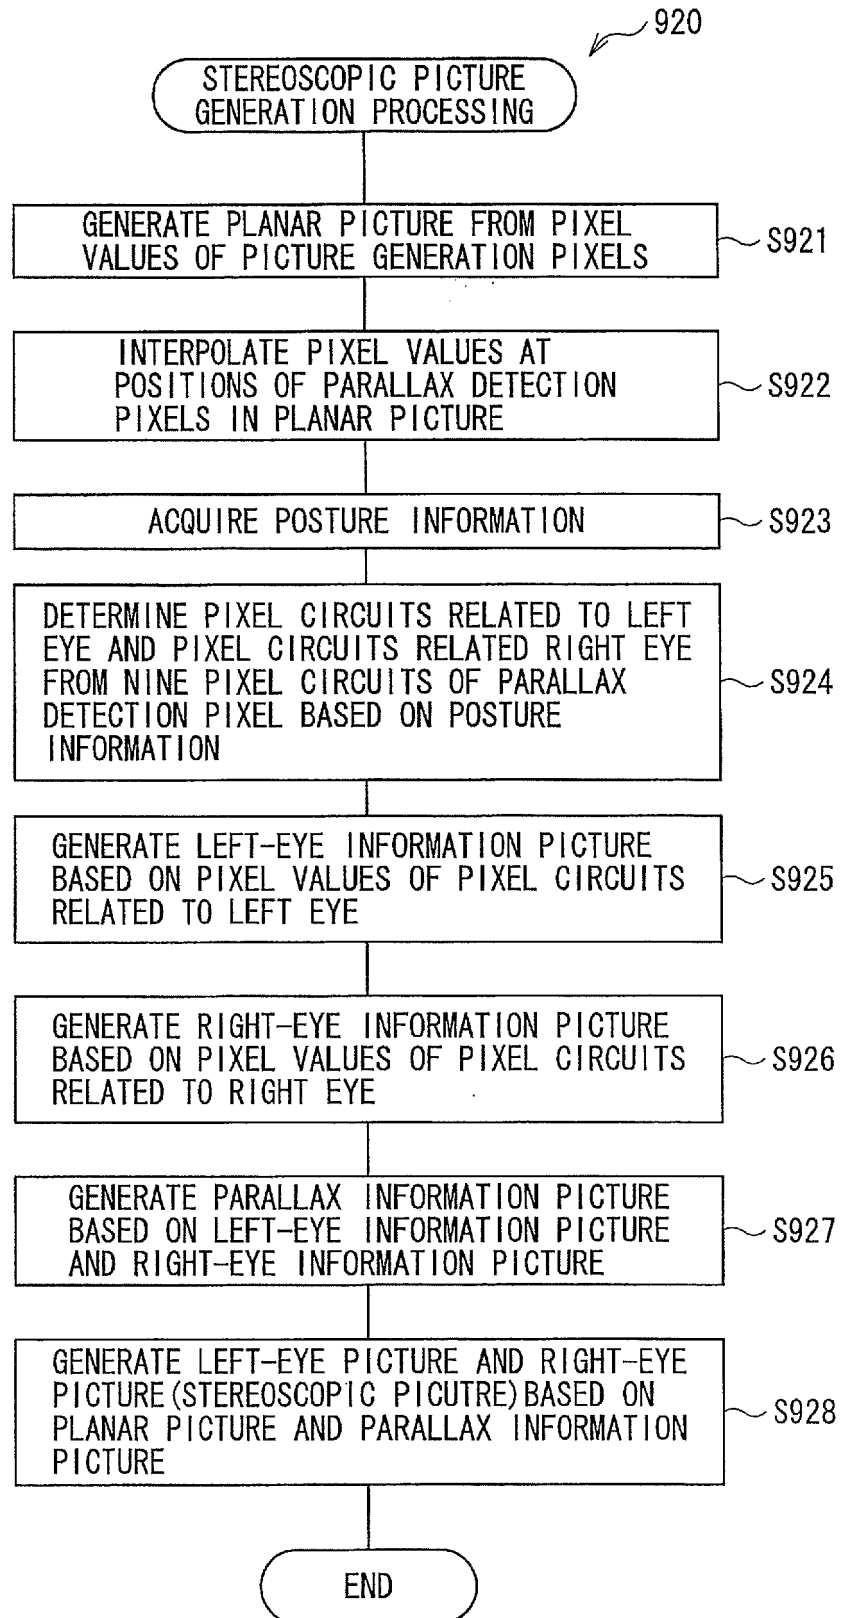 920
STEREOSCOPIC PICTURE
GENERATION PROCESSING
GENERATE PLANAR PICTURE FROM PIXEL
VALUES OF PICTURE GENERATION PIXELS
S921
INTERPOLATE PIXEL VALUES AT
POSITIONS OF PARALLAX DETECTION
PIXELS IN PLANAR PICTURE
S922
ACQUIRE POSTURE INFORMATION
S923
DETERMINE PIXEL CIRCUITS RELATED TO LEFT
EYE AND PIXEL CIRCUITS RELATED RIGHT EYE
FROM NINE PIXEL CIRCUITS OF PARALLAX
DETECTION PIXEL BASED ON POSTURE
INFORMATION
S924
GENERATE LEFT-EYE INFORMATION PICTURE
BASED ON PIXEL VALUES OF PIXEL CIRCUITS
RELATED TO LEFT EYE
S925
GENERATE RIGHT-EYE INFORMATION PICTURE
BASED ON PIXEL VALUES OF PIXEL CIRCUITS
RELATED TO RIGHT EYE
S926
GENERATE PARALLAX INFORMATION PICTURE
BASED ON LEFT-EYE INFORMATION PICTURE
AND RIGHT-EYE INFORMATION PICTURE
S927
GENERATE LEFT-EYE PICTURE AND RIGHT-EYE
PICTURE(STEREOSCOPIC PICUTRE)BASED ON
PLANAR PICTURE AND PARALLAX INFORMATION
PICTURE
S928
END